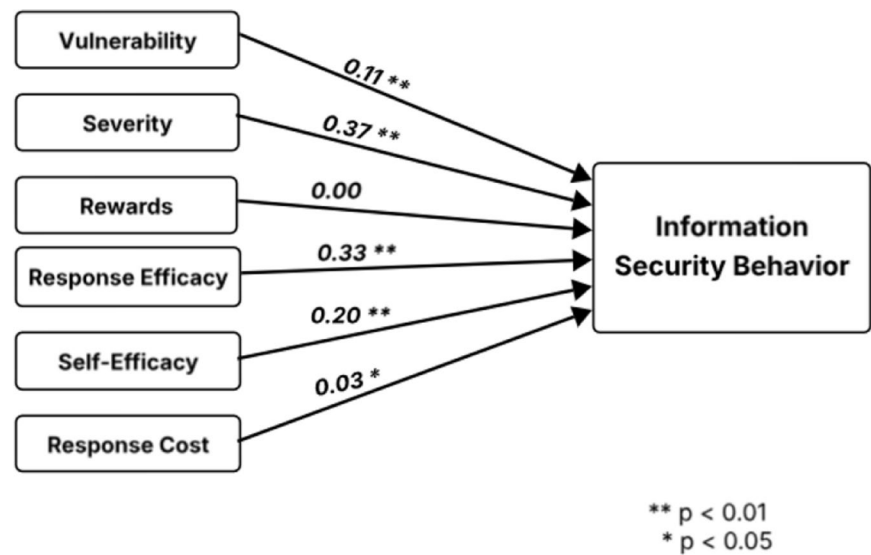 Vulnerability
0.11 **
Severity
0.37 **
Rewards
0.00
Response Efficacy
0.33 **
Self-Efficacy
0.20 **
Response Cost
0.03 *
Information
Security Behavior
** p < 0.01
* p < 0.05